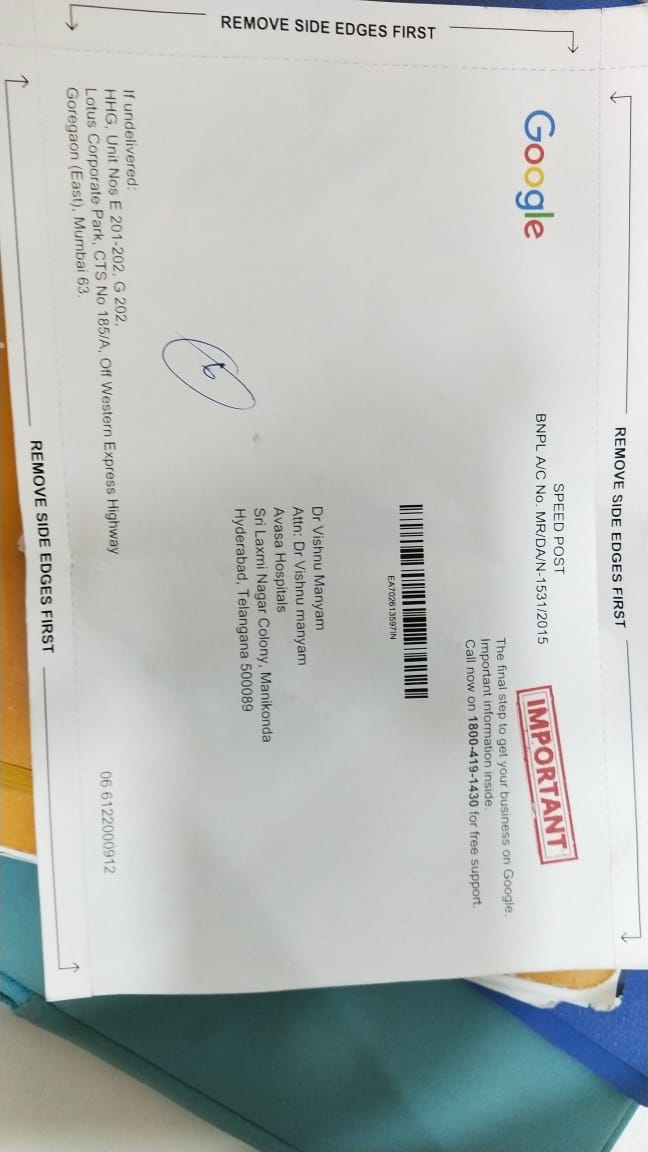 REMOVE SIDE EDGES FIRST
REMOVE SIDE EDGES FIRST
Google
SPEED POST
BNPL A/C No. MR/DA/N-1531/2015
IMPORTANT
The final step to get your business on Google.
Important information inside.
Call now on 1800-419-1430 for free support.
EA702613597IN
Dr Vishnu Manyam
Attn: Dr Vishnu manyam
Avasa Hospitals
Sri Laxmi Nagar Colony, Manikonda
Hyderabad, Telangana 500089
If undelivered:
HHG, Unit Nos E 201-202, G 202,
Lotus Corporate Park, CTS No 185/A, Off Western Express Highway
Goregaon (East), Mumbai 63.
06 6122000912
REMOVE SIDE EDGES FIRST